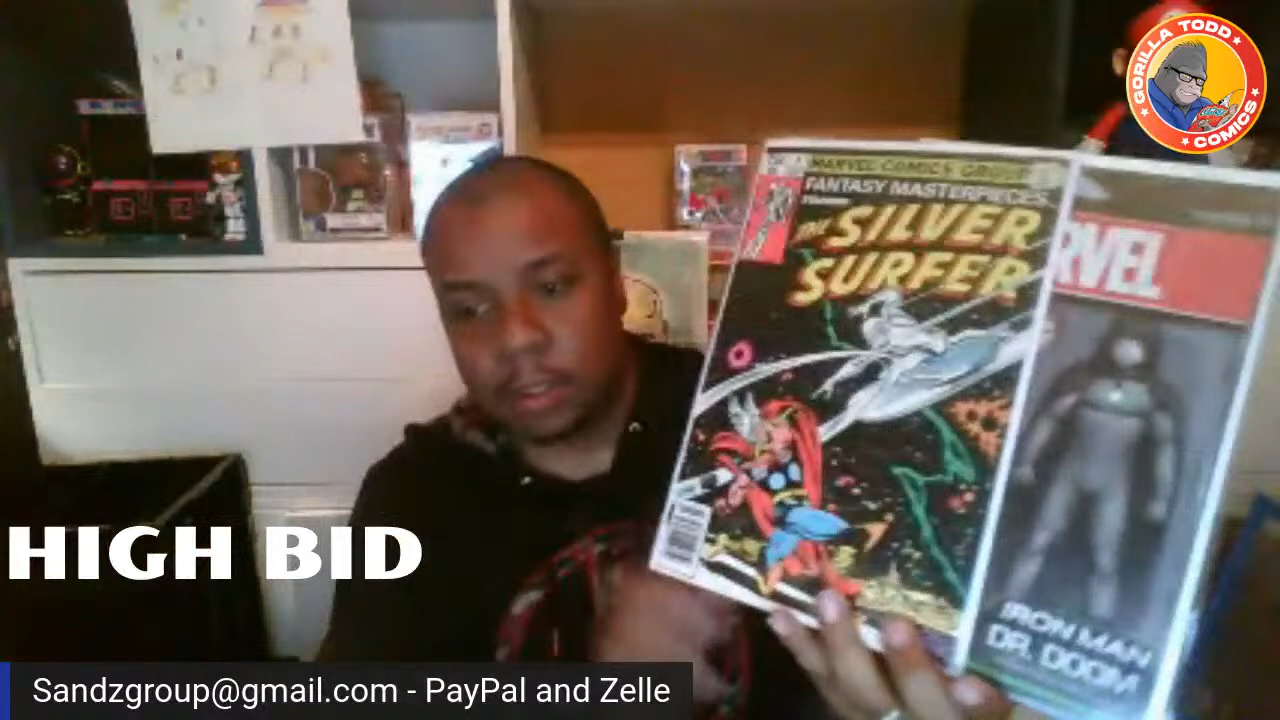 GORILLA TODD
COMICS
MARVEL COMICS GROUP
FANTASY MASTERPIECES
THE SILVER
SURFER
RVEL
IRON MAN
DR. DOOM
HIGH BID
Sandzgroup@gmail.com - PayPal and Zelle